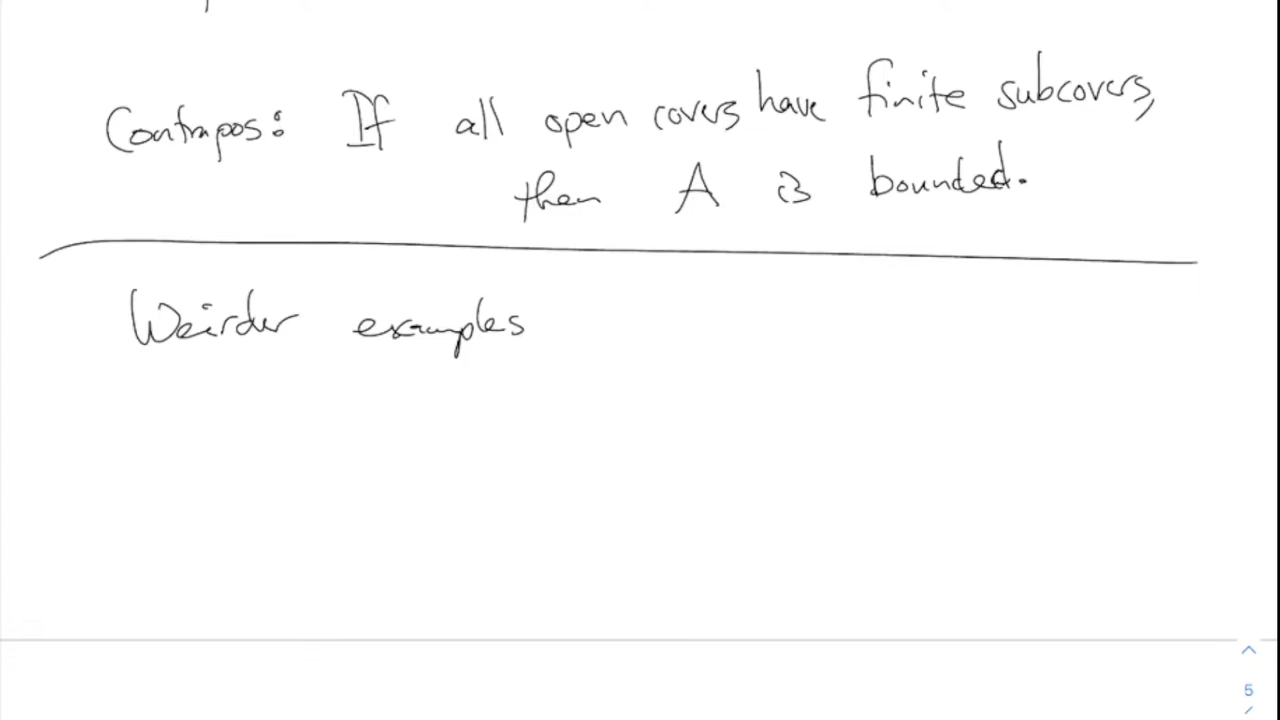 Contrapos: If all open covers have finite subcovers,
then A is bounded.
Weirder examples
5